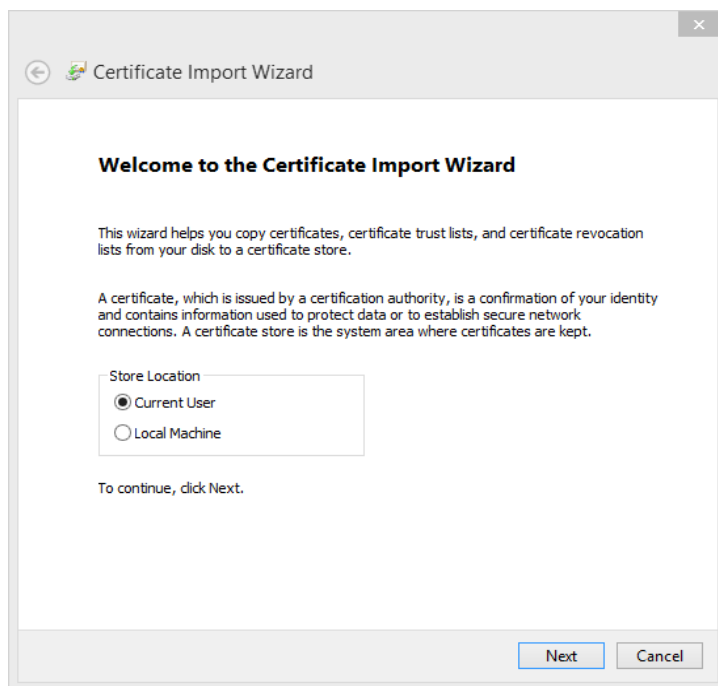 Certificate Import Wizard
Welcome to the Certificate Import Wizard
This wizard helps you copy certificates, certificate trust lists, and certificate revocation
lists from your disk to a certificate store.
A certificate, which is issued by a certification authority, is a confirmation of your identity
and contains information used to protect data or to establish secure network
connections. A certificate store is the system area where certificates are kept.
Store Location
Current User
Local Machine
To continue, click Next.
Next Cancel